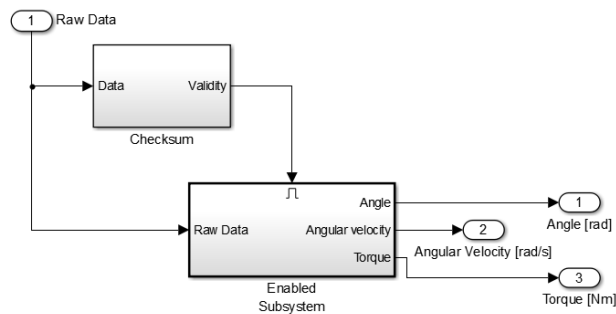 1 Raw Data
Data Validity
Checksum
Angle
1
Angle [rad]
Raw Data Angular velocity
2
Angular Velocity [rad/s]
Torque
3
Torque [Nm]
Enabled
Subsystem